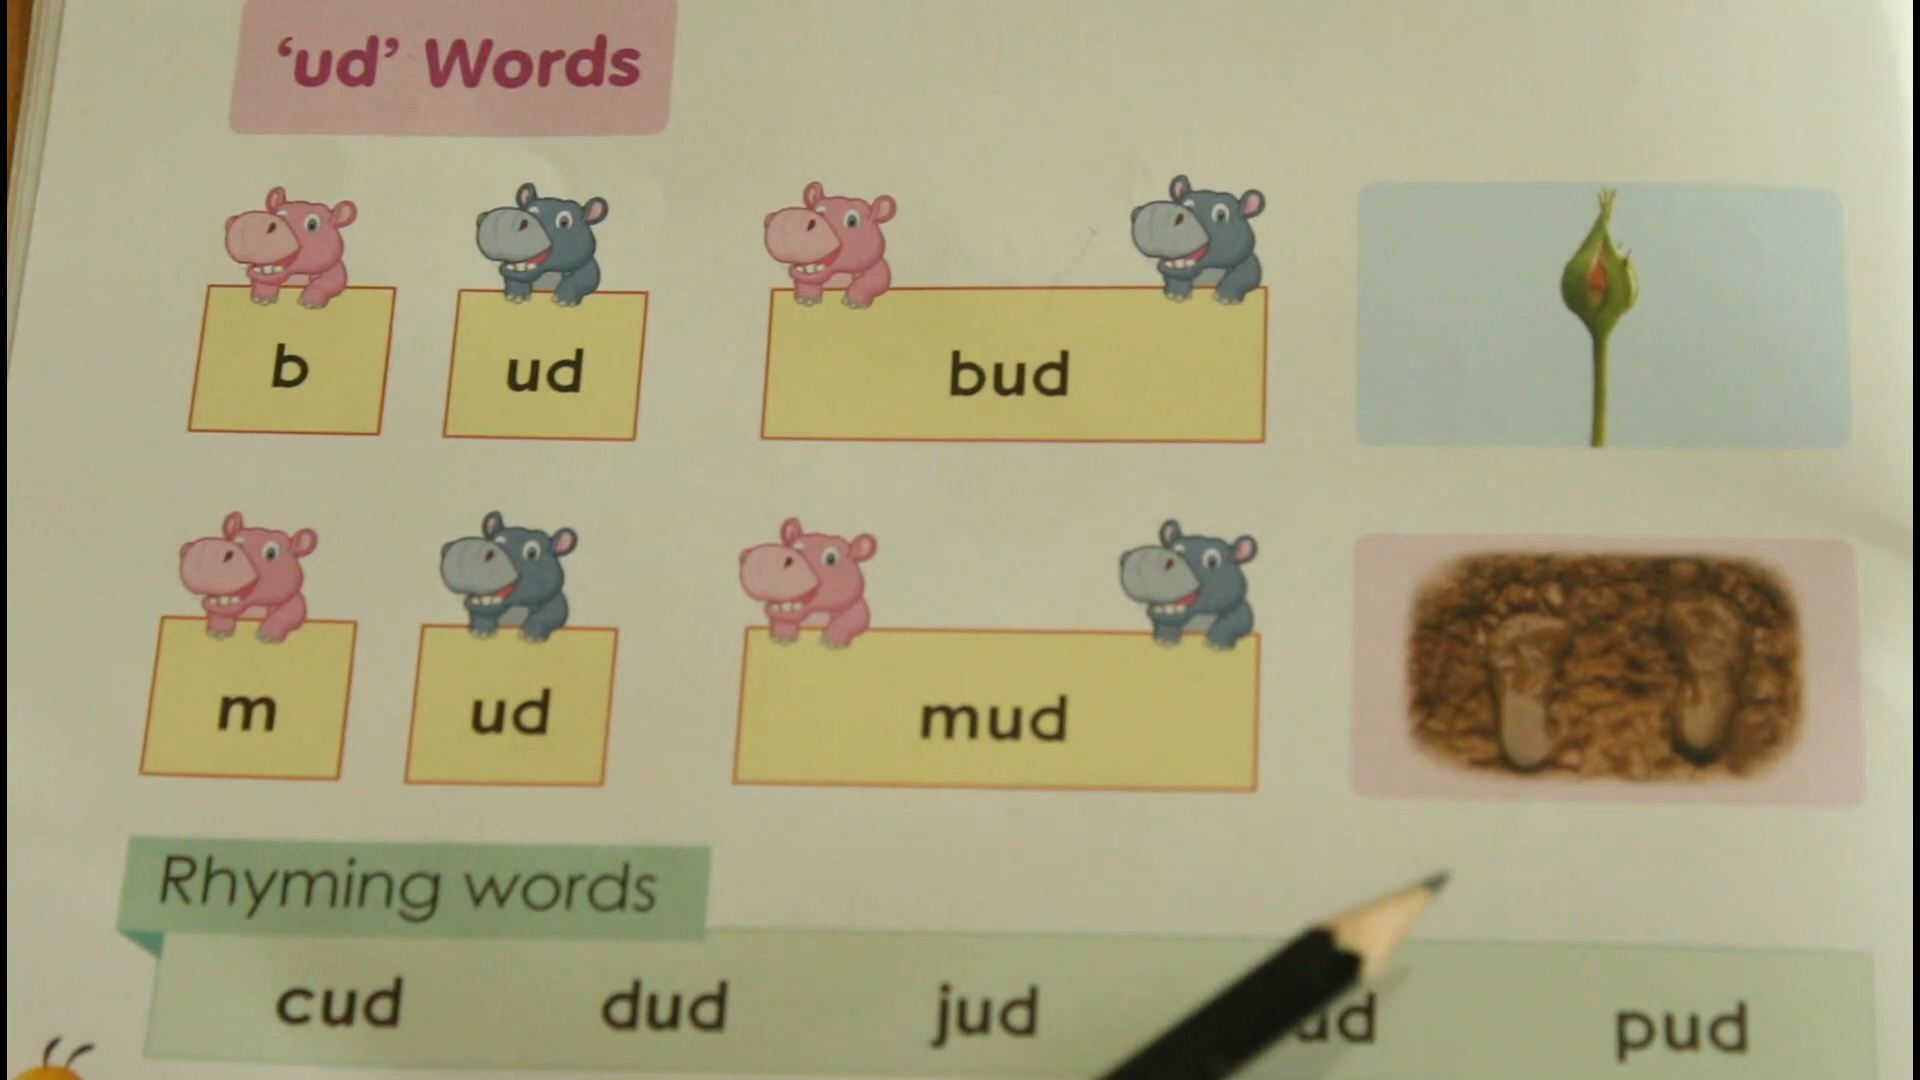 ‘ud’ Words
b ud bud
m ud mud
Rhyming words
cud dud jud pud